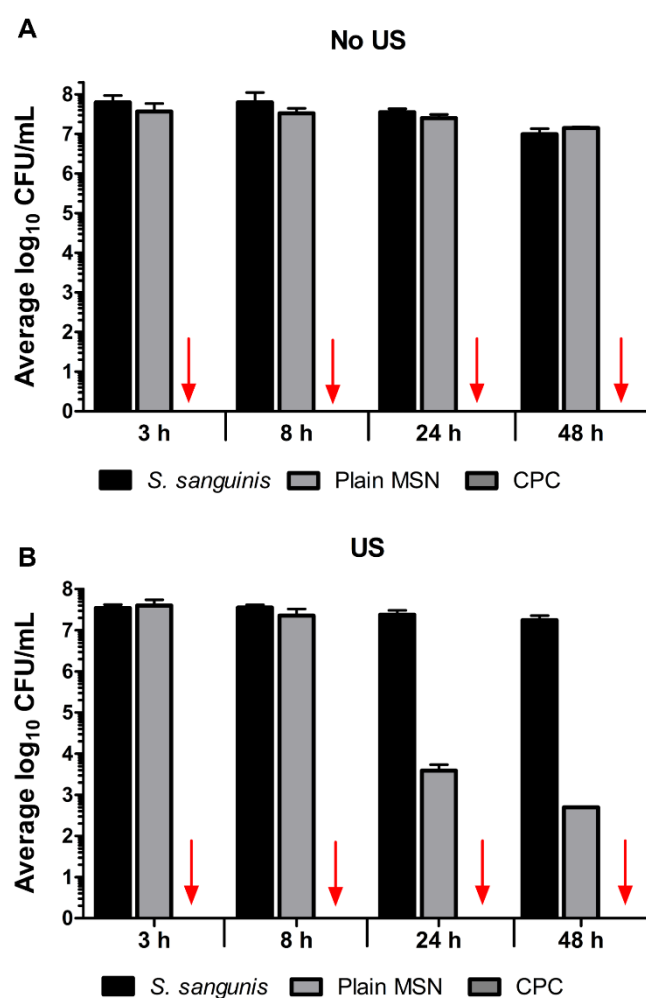 A
No US
Average log10 CFU/mL
8
7
6
5
4
3
2
1
0
3 h 8 h 24 h 48 h
S. sanguinis Plain MSN CPC
B
US
Average log10 CFU/mL
8
7
6
5
4
3
2
1
0
3 h 8 h 24 h 48 h
S. sangunis Plain MSN CPC